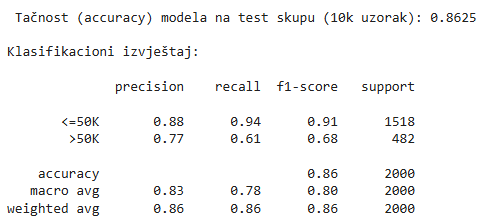 Tačnost (accuracy) modela na test skupu (10k uzorak): 0.8625
Klasifikacioni izvještaj:
precision recall f1-score support
<=50K 0.88 0.94 0.91 1518
>50K 0.77 0.61 0.68 482
accuracy 0.86 2000
macro avg 0.83 0.78 0.80 2000
weighted avg 0.86 0.86 0.86 2000